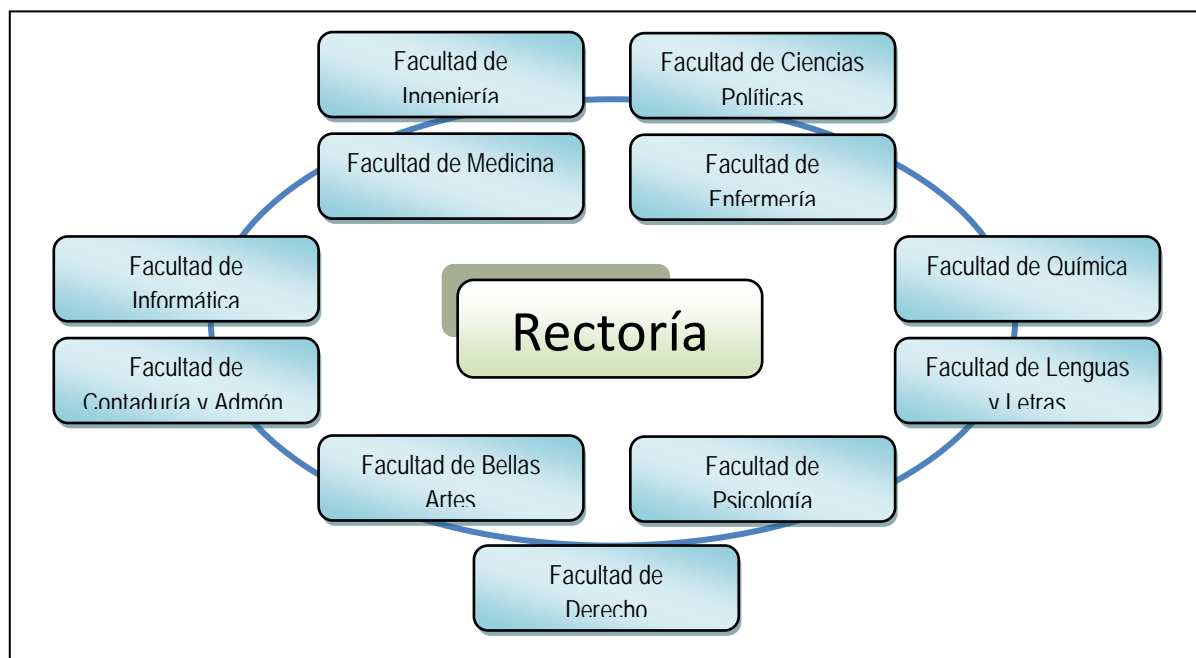 Facultad de
Ingeniería
Facultad de Ciencias
Políticas
Facultad de Medicina
Facultad de
Enfermería
Facultad de
Informática
Facultad de Química
Rectoría
Facultad de
Contaduría y Admón
Facultad de Lenguas
y Letras
Facultad de Bellas
Artes
Facultad de
Psicología
Facultad de
Derecho